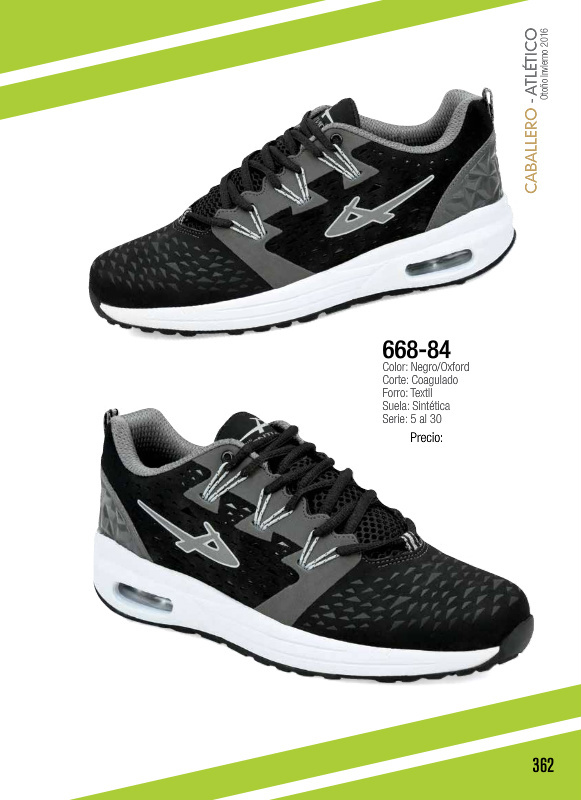 CABALLERO - ATLÉTICO
Otoño Invierno 2016
668-84
Color: Negro/Oxford
Corte: Coagulado
Forro: Textil
Suela: Sintética
Serie: 5 al 30
Precio:
362